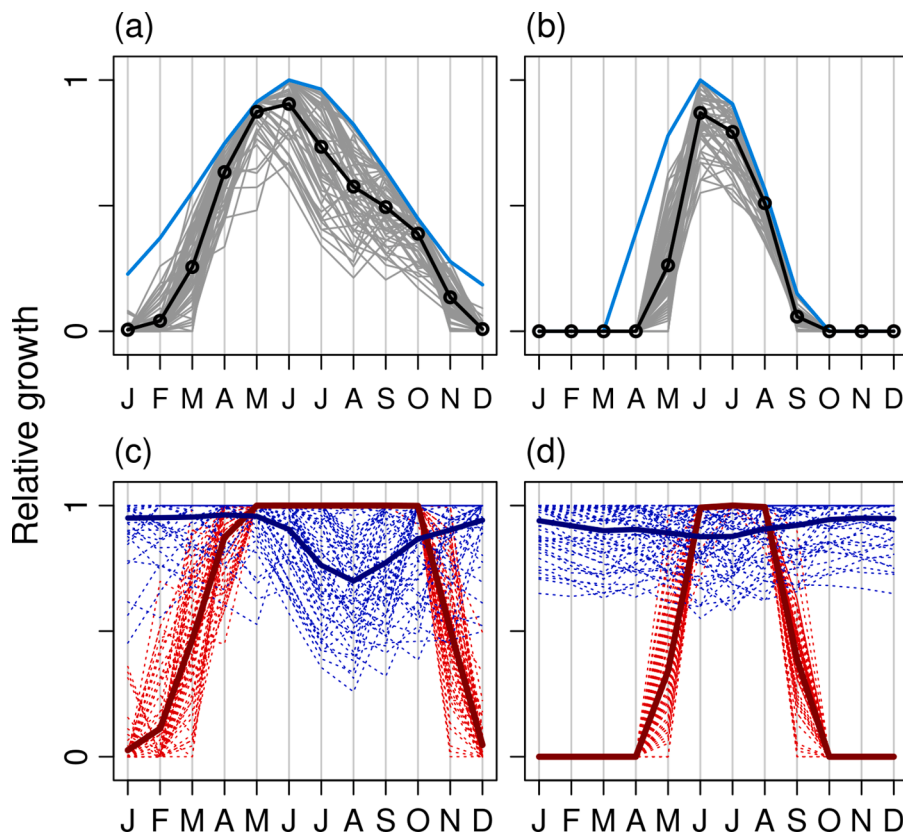 (a) (b)
1
0
J F M A M J J A S O N D J F M A M J J A S O N D
Relative growth
(c) (d)
1
0
J F M A M J J A S O N D J F M A M J J A S O N D